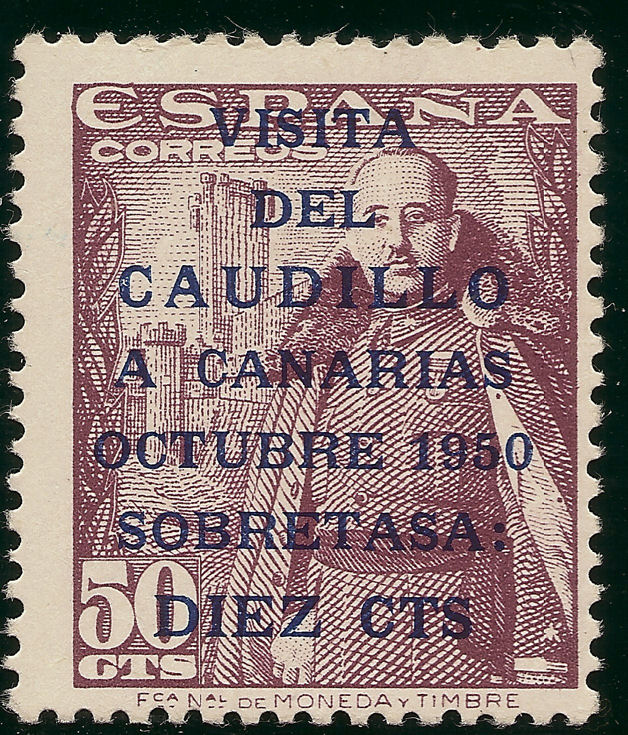 ESPAÑA
CORREOS
VISITA
DEL
CAUDILLO
A CANARIAS
OCTUBRE 1950
SOBRETASA:
DIEZ CTS
50
CTS
FCA NAL DE MONEDA Y TIMBRE